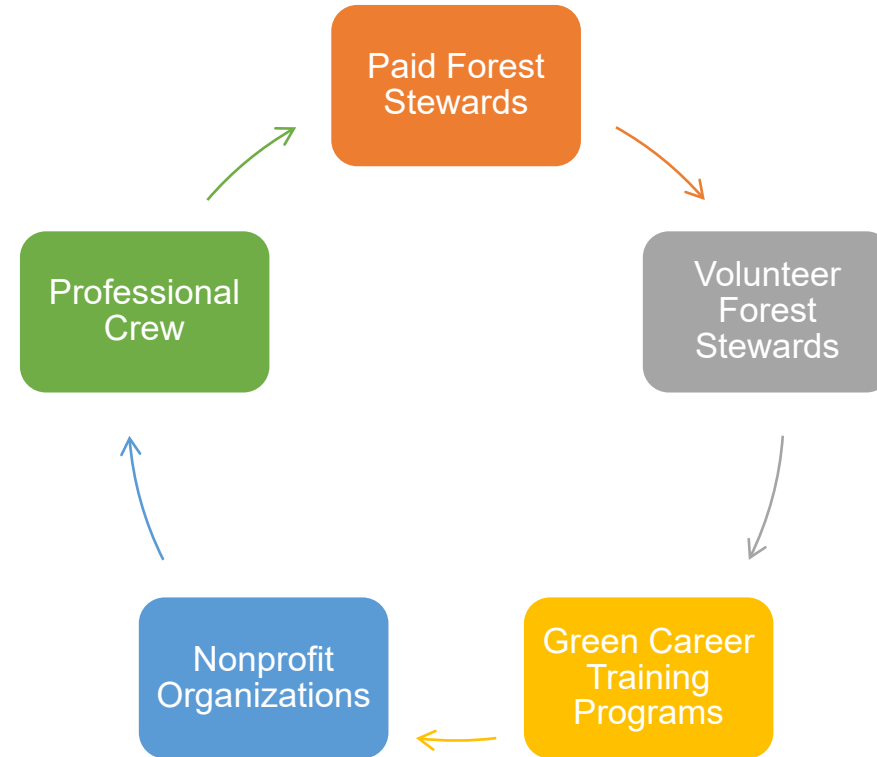 Paid Forest
Stewards
Volunteer
Forest
Stewards
Green Career
Training
Programs
Nonprofit
Organizations
Professional
Crew